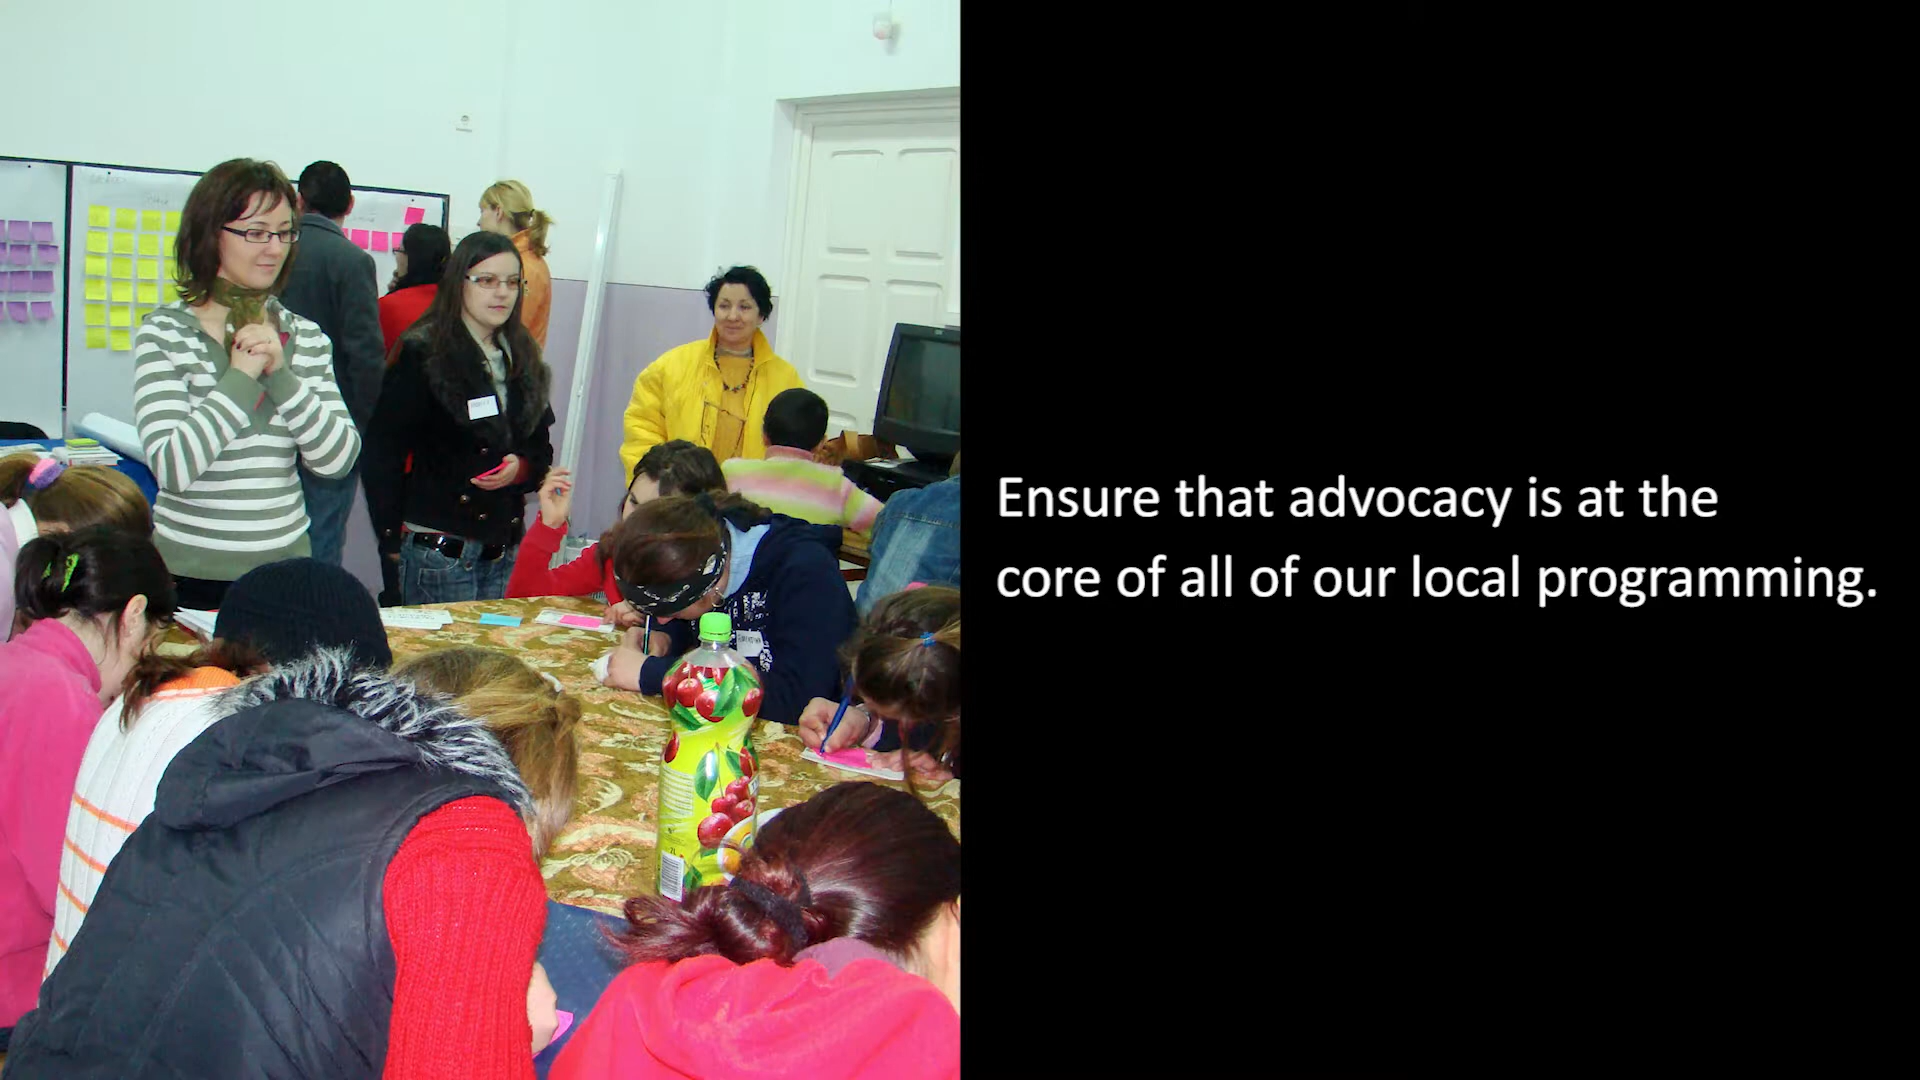 Ensure that advocacy is at the
core of all of our local programming.